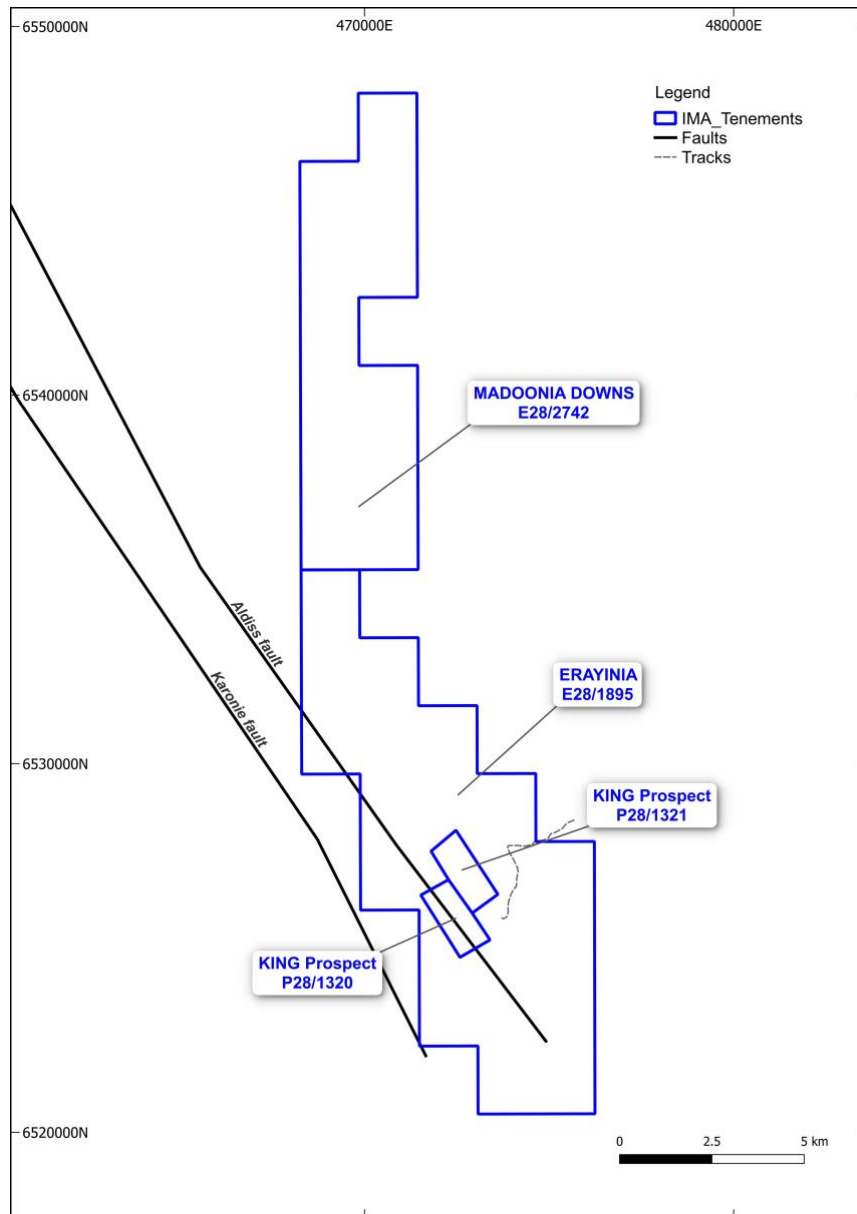 470000E
480000E
6550000N
Legend
IMA_Tenements
Faults
Tracks
6540000N
MADOONIA DOWNS
E28/2742
Aldiss fault
Karonie fault
ERAYINIA
E28/1895
6530000N
KING Prospect
P28/1321
KING Prospect
P28/1320
6520000N
0
2.5
5 km